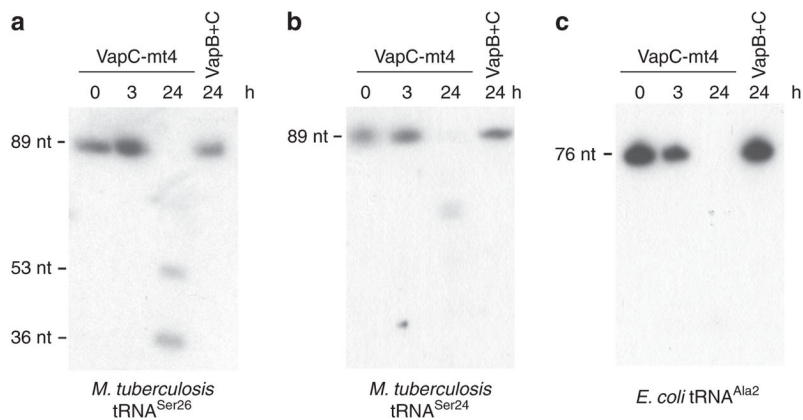 a
VapC-mt4
VapB+C
0 3 24 24 h
89 nt
53 nt
36 nt
M. tuberculosis
tRNASer26
b
VapC-mt4
VapB+C
0 3 24 24 h
89 nt
M. tuberculosis
tRNASer24
c
VapC-mt4
VapB+C
0 3 24 24 h
76 nt
E. coli tRNAAla2